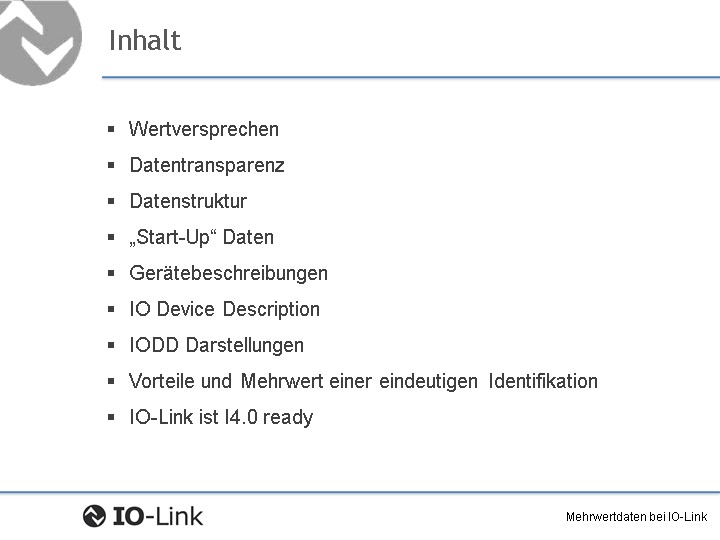 Inhalt
▪ Wertversprechen
▪ Datentransparenz
▪ Datenstruktur
▪ „Start-Up“ Daten
▪ Gerätebeschreibungen
▪ IO Device Description
▪ IODD Darstellungen
▪ Vorteile und Mehrwert einer eindeutigen Identifikation
▪ IO-Link ist I4.0 ready
IO-Link
Mehrwertdaten bei IO-Link